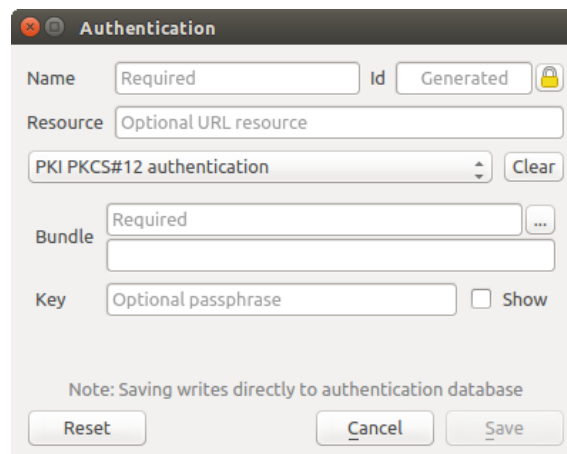 Authentication
Name Required Id Generated
Resource Optional URL resource
PKI PKCS#12 authentication Clear
Bundle Required ...
Key Optional passphrase Show
Note: Saving writes directly to authentication database
Reset Cancel Save